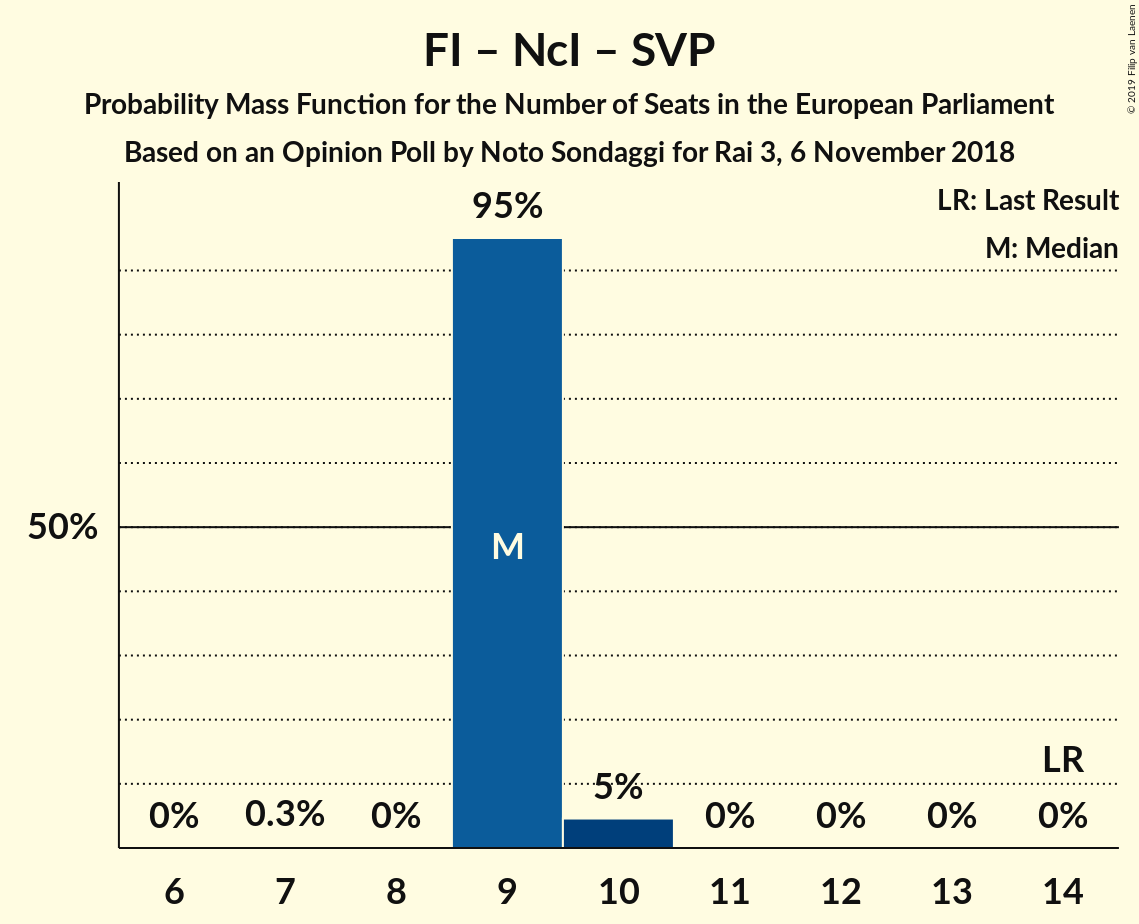 FI – NcI – SVP
Probability Mass Function for the Number of Seats in the European Parliament
Based on an Opinion Poll by Noto Sondaggi for Rai 3, 6 November 2018
© 2019 Filip van Laenen
LR: Last Result
M: Median
95%
50%
M
LR
0% 0.3% 0% 5% 0% 0% 0% 0%
6 7 8 9 10 11 12 13 14